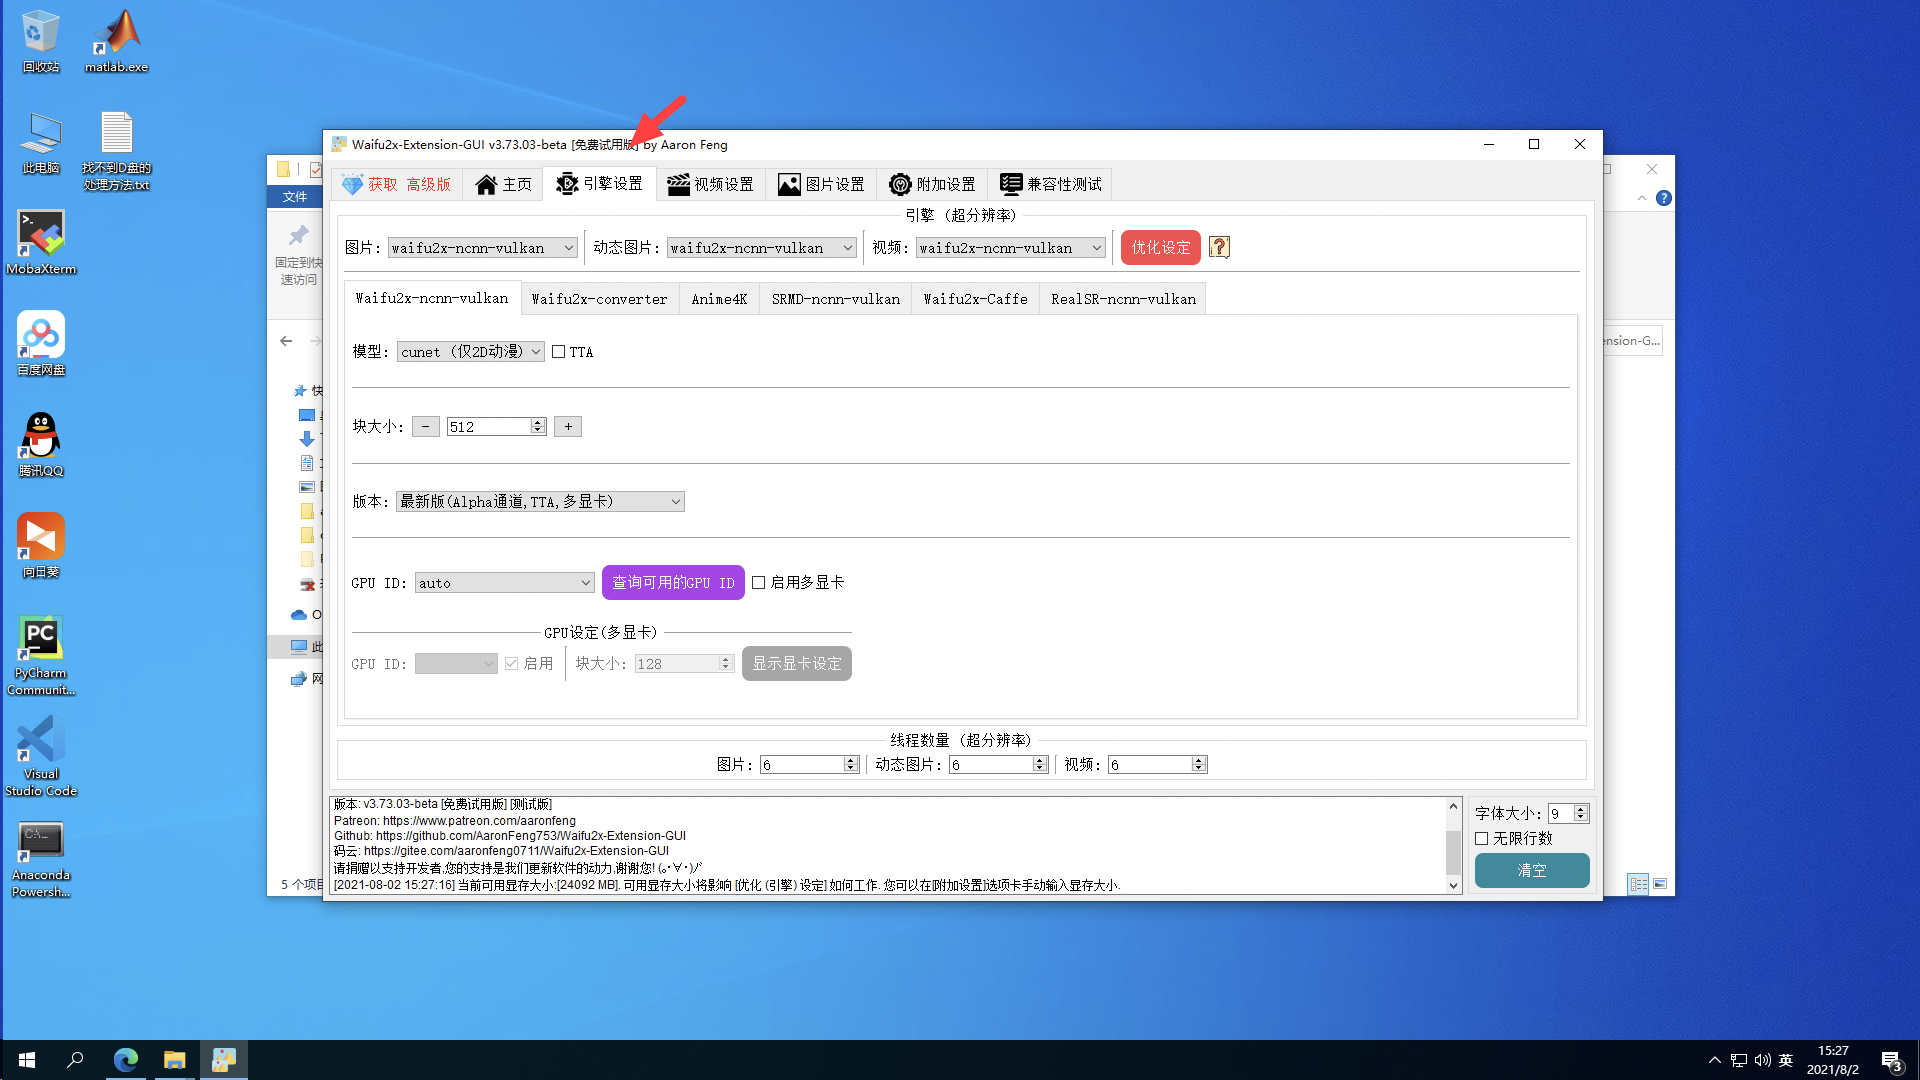 回收站
matlab.exe
此电脑
找不到D盘的
处理方法.txt
MobaXterm
百度网盘
腾讯QQ
向日葵
PyCharm
Communit...
Visual
Studio Code
Anaconda
Powersh...
文件
固定到快
速访问
ension-G...
5 个项目
Waifu2x-Extension-GUI v3.73.03-beta [免费试用版] by Aaron Feng
获取 高级版
主页
引擎设置
视频设置
图片设置
附加设置
兼容性测试
引擎 (超分辨率)
图片: waifu2x-ncnn-vulkan 动态图片: waifu2x-ncnn-vulkan 视频: waifu2x-ncnn-vulkan 优化设定
Waifu2x-ncnn-vulkan Waifu2x-converter Anime4K SRMD-ncnn-vulkan Waifu2x-Caffe RealSR-ncnn-vulkan
模型: cunet (仅2D动漫) TTA
块大小: - 512 +
版本: 最新版(Alpha通道,TTA,多显卡)
GPU ID: auto 查询可用的GPU ID 启用多显卡
GPU设定(多显卡)
GPU ID: 启用 块大小: 128 显示显卡设定
线程数量 (超分辨率)
图片: 6 动态图片: 6 视频: 6
版本: v3.73.03-beta [免费试用版] [测试版]
Patreon: https://www.patreon.com/aaronfeng
Github: https://github.com/AaronFeng753/Waifu2x-Extension-GUI
码云: https://gitee.com/aaronfeng0711/Waifu2x-Extension-GUI
请捐赠以支持开发者,您的支持是我们更新软件的动力,谢谢您! (｡･∀･)ﾉﾞ
[2021-08-02 15:27:16] 当前可用显存大小:[24092 MB]. 可用显存大小将影响 [优化 (引擎) 设定] 如何工作. 您可以在[附加设置]选项卡手动输入显存大小.
字体大小: 9
无限行数
清空
英
15:27
2021/8/2
3